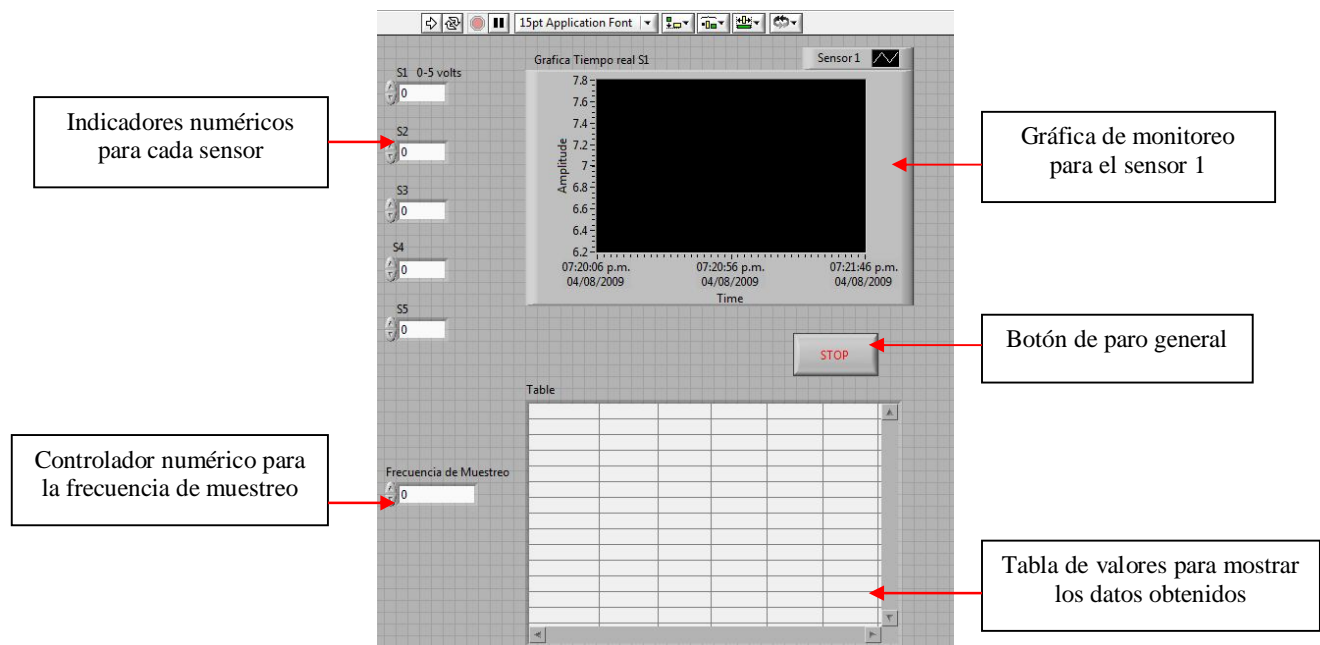 15pt Application Font
S1 0-5 volts
0
S2
0
S3
0
S4
0
S5
0
Frecuencia de Muestreo
0
Grafica Tiempo real S1
Sensor 1
Amplitude
7.8
7.6
7.4
7.2
7
6.8
6.6
6.4
6.2
07:20:06 p.m.
04/08/2009
07:20:56 p.m.
04/08/2009
07:21:46 p.m.
04/08/2009
Time
STOP
Table
Indicadores numéricos
para cada sensor
Controlador numérico para
la frecuencia de muestreo
Gráfica de monitoreo
para el sensor 1
Botón de paro general
Tabla de valores para mostrar
los datos obtenidos